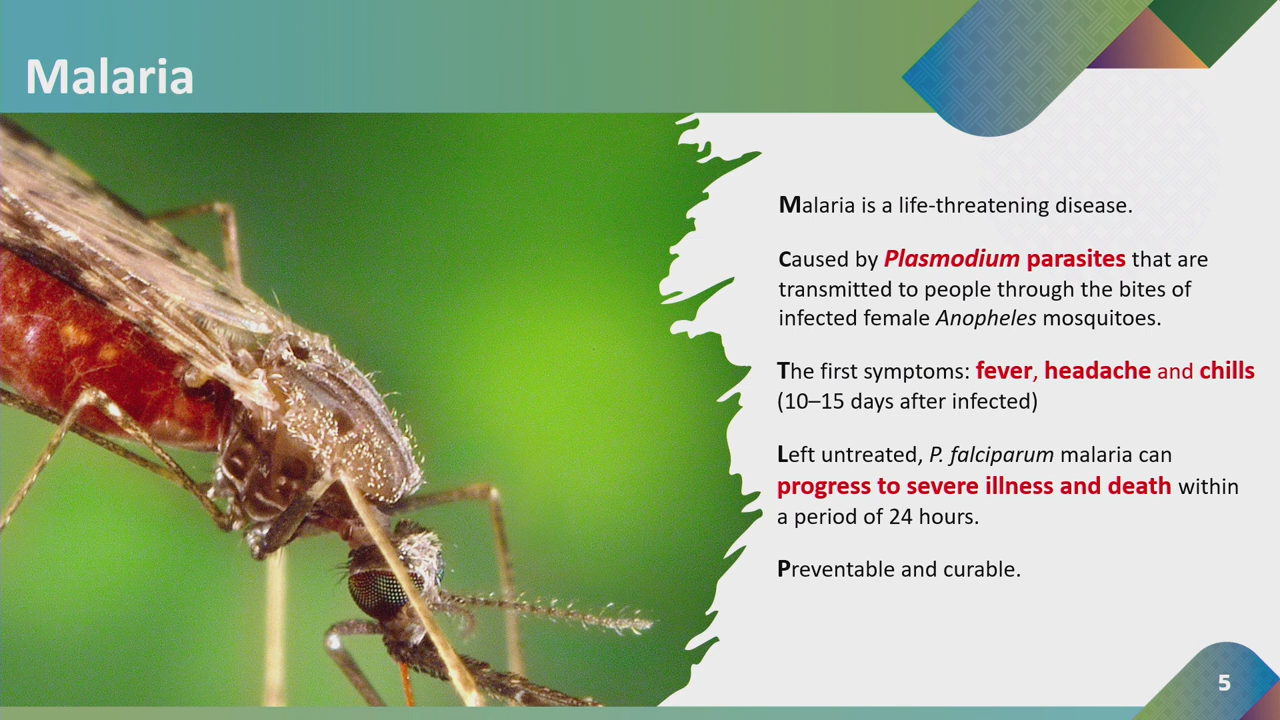 Malaria
Malaria is a life-threatening disease.
Caused by Plasmodium parasites that are
transmitted to people through the bites of
infected female Anopheles mosquitoes.
The first symptoms: fever, headache and chills
(10–15 days after infected)
Left untreated, P. falciparum malaria can
progress to severe illness and death within
a period of 24 hours.
Preventable and curable.
5